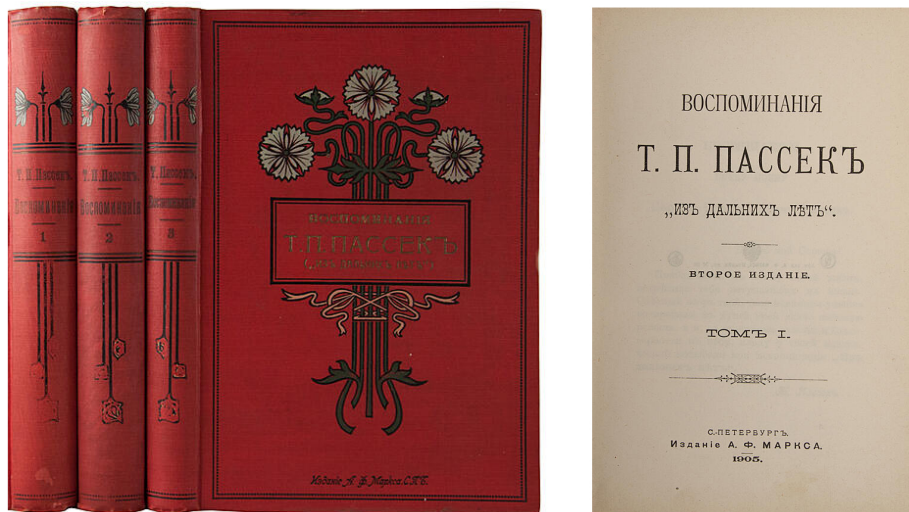 Т. П. Пассекъ.
Воспоминанія
1
Т. П. Пассекъ.
Воспоминанія
2
Т. П. Пассекъ.
Воспоминанія
3
ВОСПОМИНАНІЯ
Т. П. ПАССЕКЪ
Изданіе А. Ф. Маркса. С.П.Б.
ВОСПОМИНАНІЯ
Т. П. ПАССЕКЪ
„ИЗЪ ДАЛЬНИХЪ ЛѢТЪ“.
ВТОРОЕ ИЗДАНІЕ.
ТОМЪ I.
С.-ПЕТЕРБУРГЪ.
Изданіе А. Ф. МАРКСА.
1905.